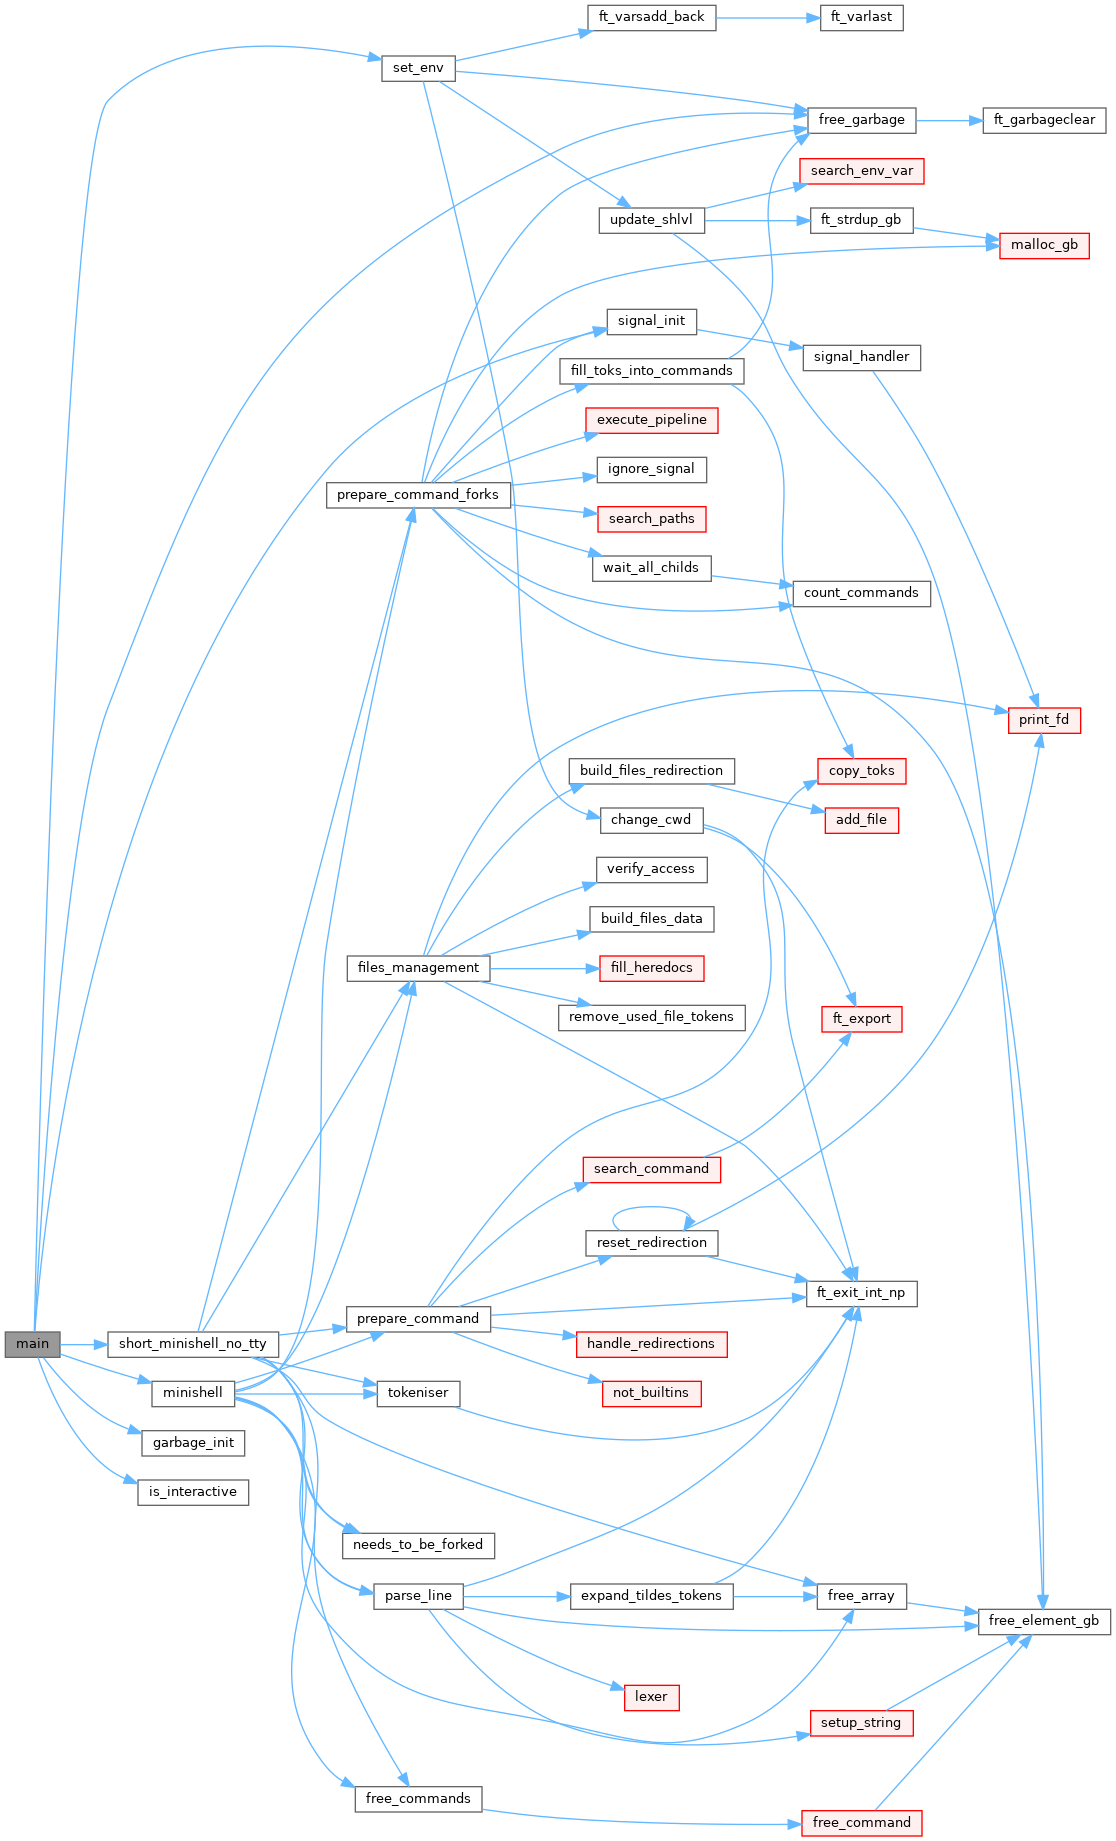 ft_varsadd_back
ft_varlast
set_env
free_garbage
ft_garbageclear
search_env_var
update_shlvl
ft_strdup_gb
malloc_gb
signal_init
signal_handler
fill_toks_into_commands
execute_pipeline
ignore_signal
prepare_command_forks
search_paths
wait_all_childs
count_commands
print_fd
build_files_redirection
copy_toks
change_cwd
add_file
verify_access
build_files_data
files_management
fill_heredocs
remove_used_file_tokens
ft_export
search_command
reset_redirection
ft_exit_int_np
prepare_command
main
short_minishell_no_tty
handle_redirections
minishell
tokeniser
not_builtins
garbage_init
is_interactive
needs_to_be_forked
parse_line
expand_tildes_tokens
free_array
free_element_gb
lexer
setup_string
free_commands
free_command